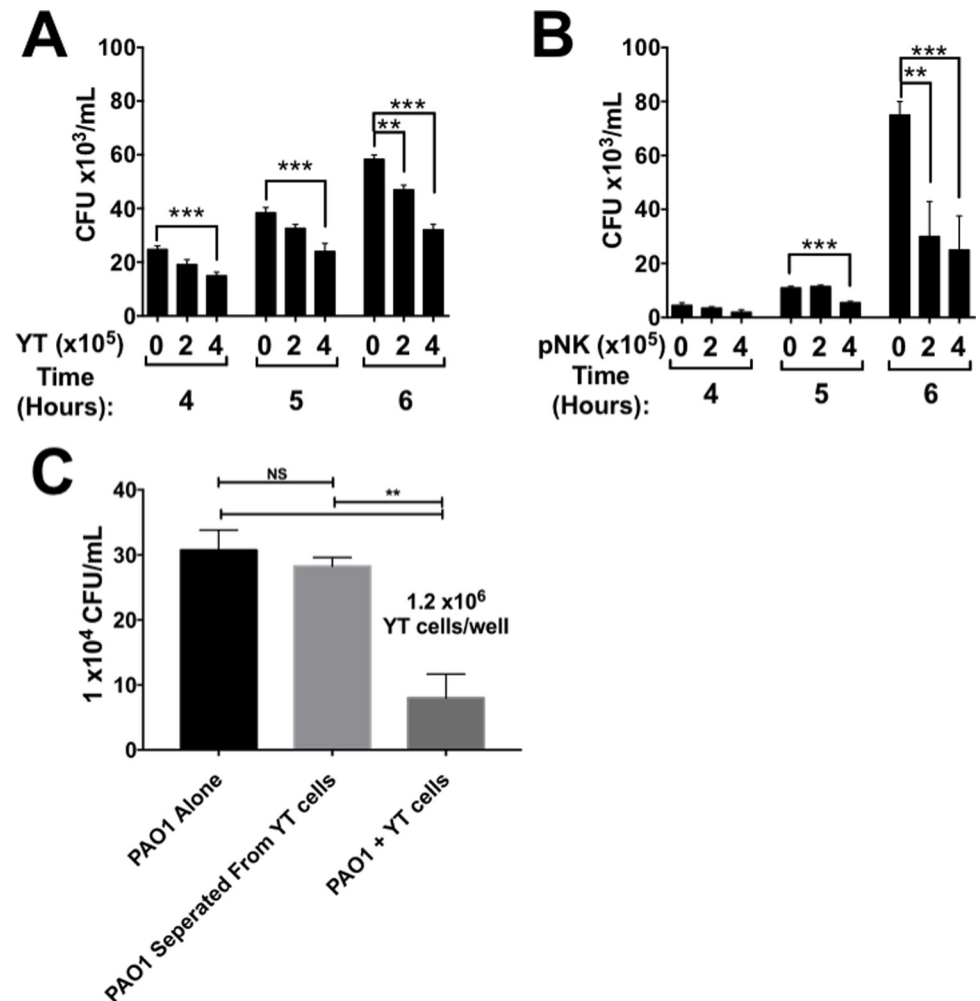 A
CFU x10³/mL
100
80
60
40
20
0
***
***
***
**
YT (x10⁵) 0 2 4 0 2 4 0 2 4
Time
(Hours): 4 5 6
B
CFU x10³/mL
100
80
60
40
20
0
***
***
**
pNK (x10⁵) 0 2 4 0 2 4 0 2 4
Time
(Hours): 4 5 6
C
1 x10⁴ CFU/mL
40
30
20
10
0
NS
**
1.2 x10⁶
YT cells/well
PAO1 Alone
PAO1 Seperated From YT cells
PAO1 + YT cells